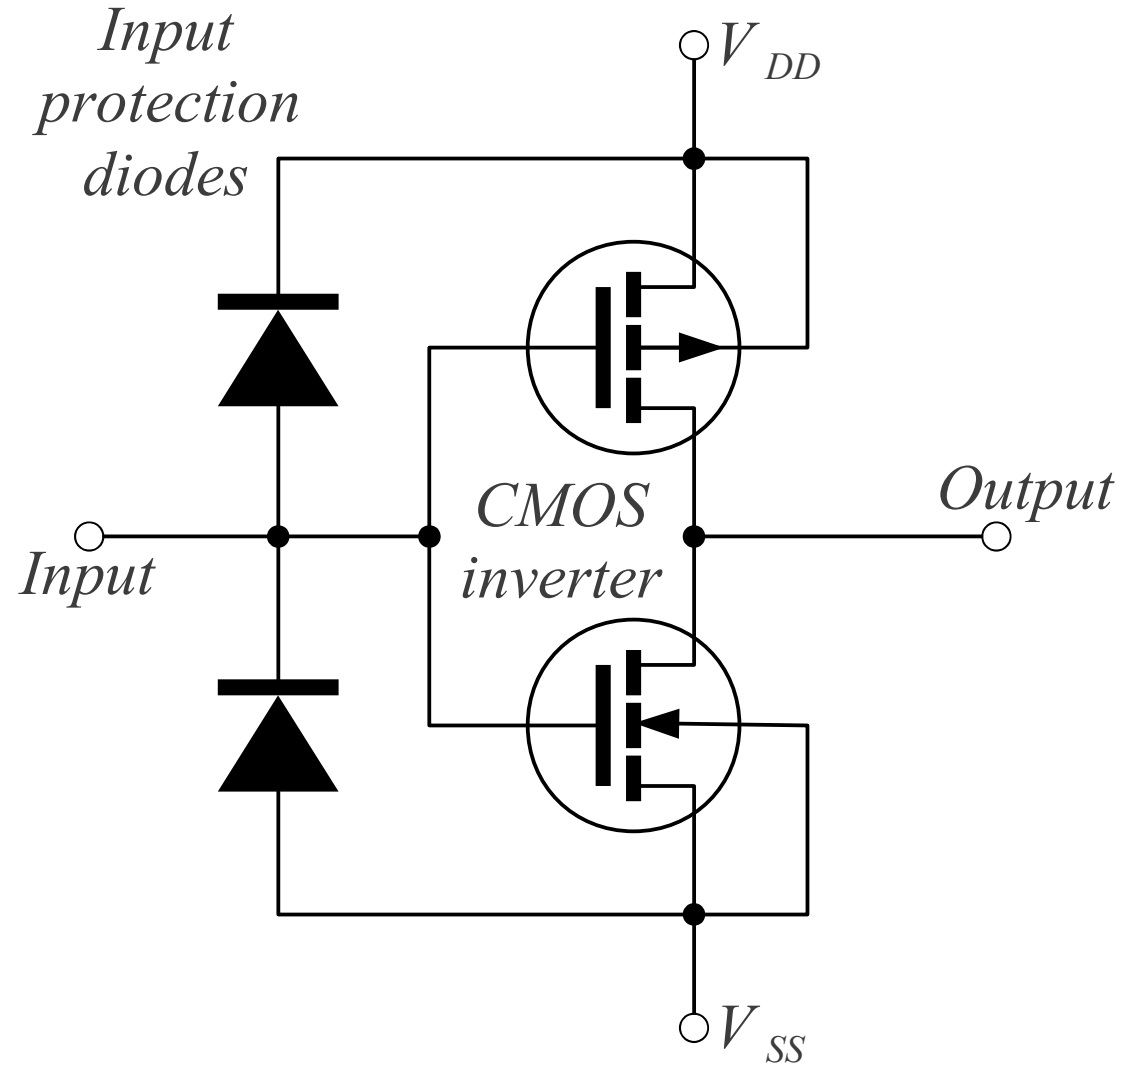 Input
protection
diodes
V DD
CMOS
inverter
Output
Input
V SS